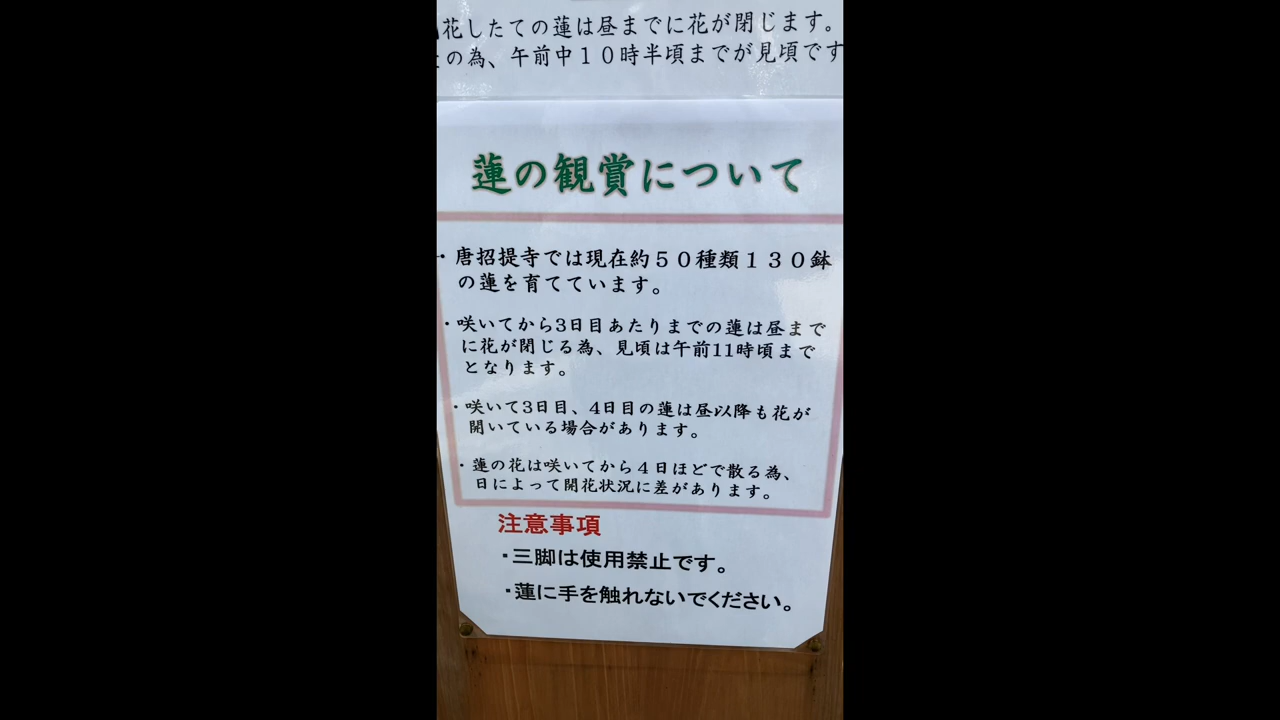 花したての蓮は昼までに花が閉じます。
の為、午前中１０時半頃までが見頃です
蓮の観賞について
・唐招提寺では現在約５０種類１３０鉢
の蓮を育てています。
・咲いてから3日目あたりまでの蓮は昼まで
に花が閉じる為、見頃は午前11時頃まで
となります。
・咲いて3日目、4日目の蓮は昼以降も花が
開いている場合があります。
・蓮の花は咲いてから４日ほどで散る為、
日によって開花状況に差があります。
注意事項
・三脚は使用禁止です。
・蓮に手を触れないでください。